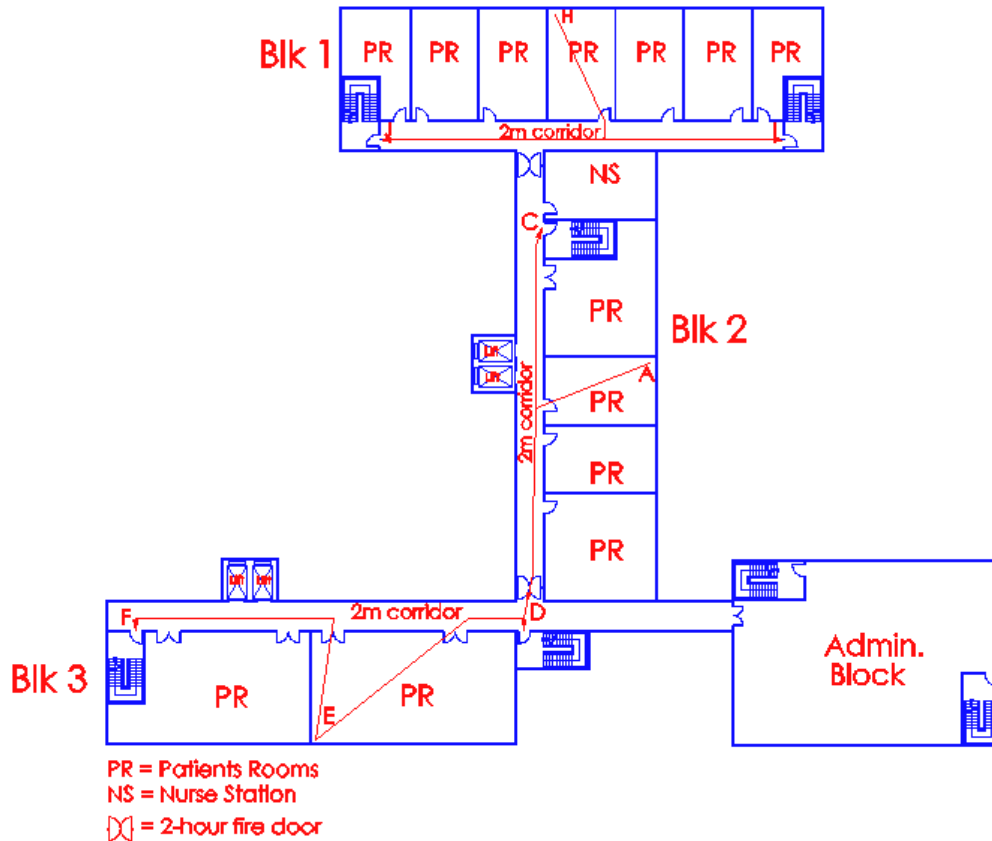 H
Blk 1
PR PR PR PR PR PR PR
2m corridor
NS
C
PR
Blk 2
A
PR
2m corridor
PR
PR
F
2m corridor
D
Admin.
Block
Blk 3
PR
PR
E
PR = Patients Rooms
NS = Nurse Station
= 2-hour fire door